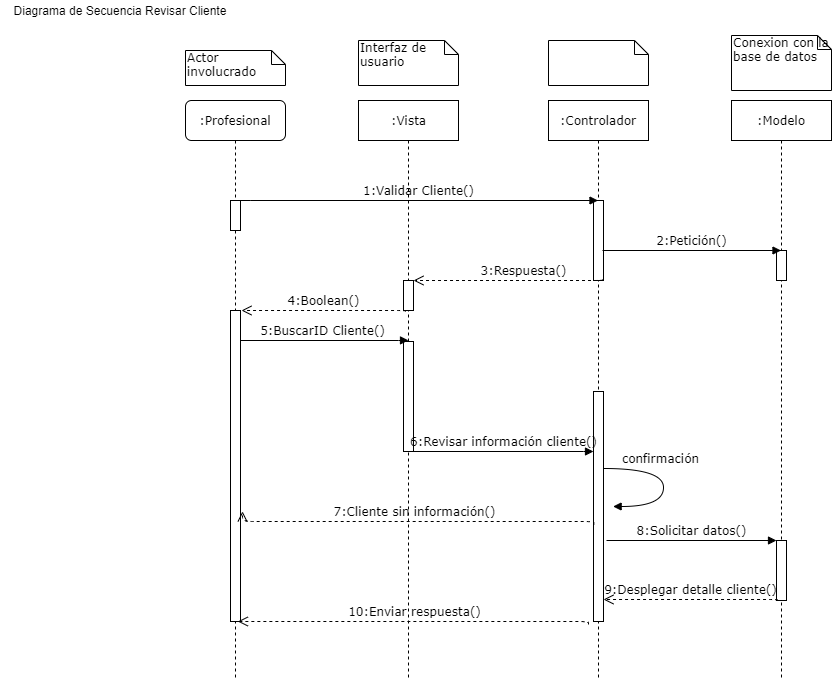 Diagrama de Secuencia Revisar Cliente
Actor
involucrado
Interfaz de
usuario
Conexion con la
base de datos
:Profesional
:Vista
:Controlador
:Modelo
1:Validar Cliente()
2:Petición()
3:Respuesta()
4:Boolean()
5:BuscarID Cliente()
6:Revisar información cliente()
confirmación
7:Cliente sin información()
8:Solicitar datos()
9:Desplegar detalle cliente()
10:Enviar respuesta()